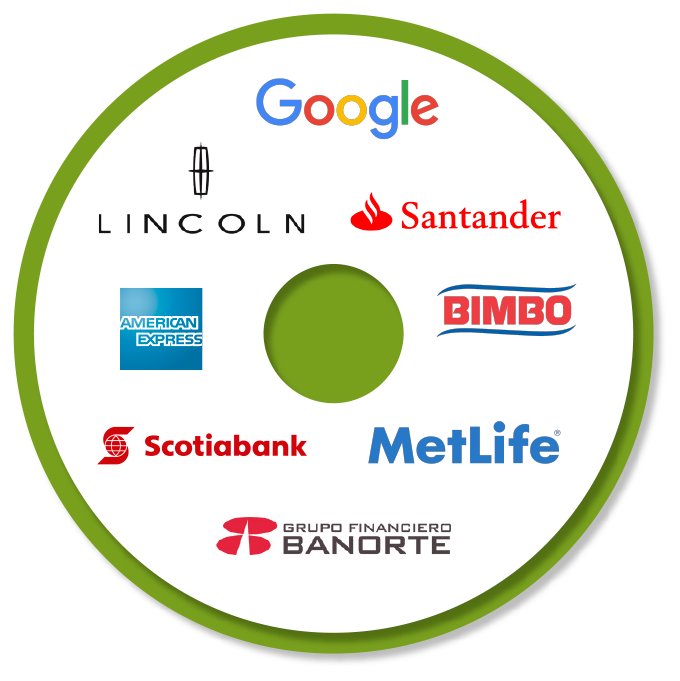 Google
LINCOLN
Santander
AMERICAN
EXPRESS
BIMBO
Scotiabank
MetLife®
GRUPO FINANCIERO
BANORTE